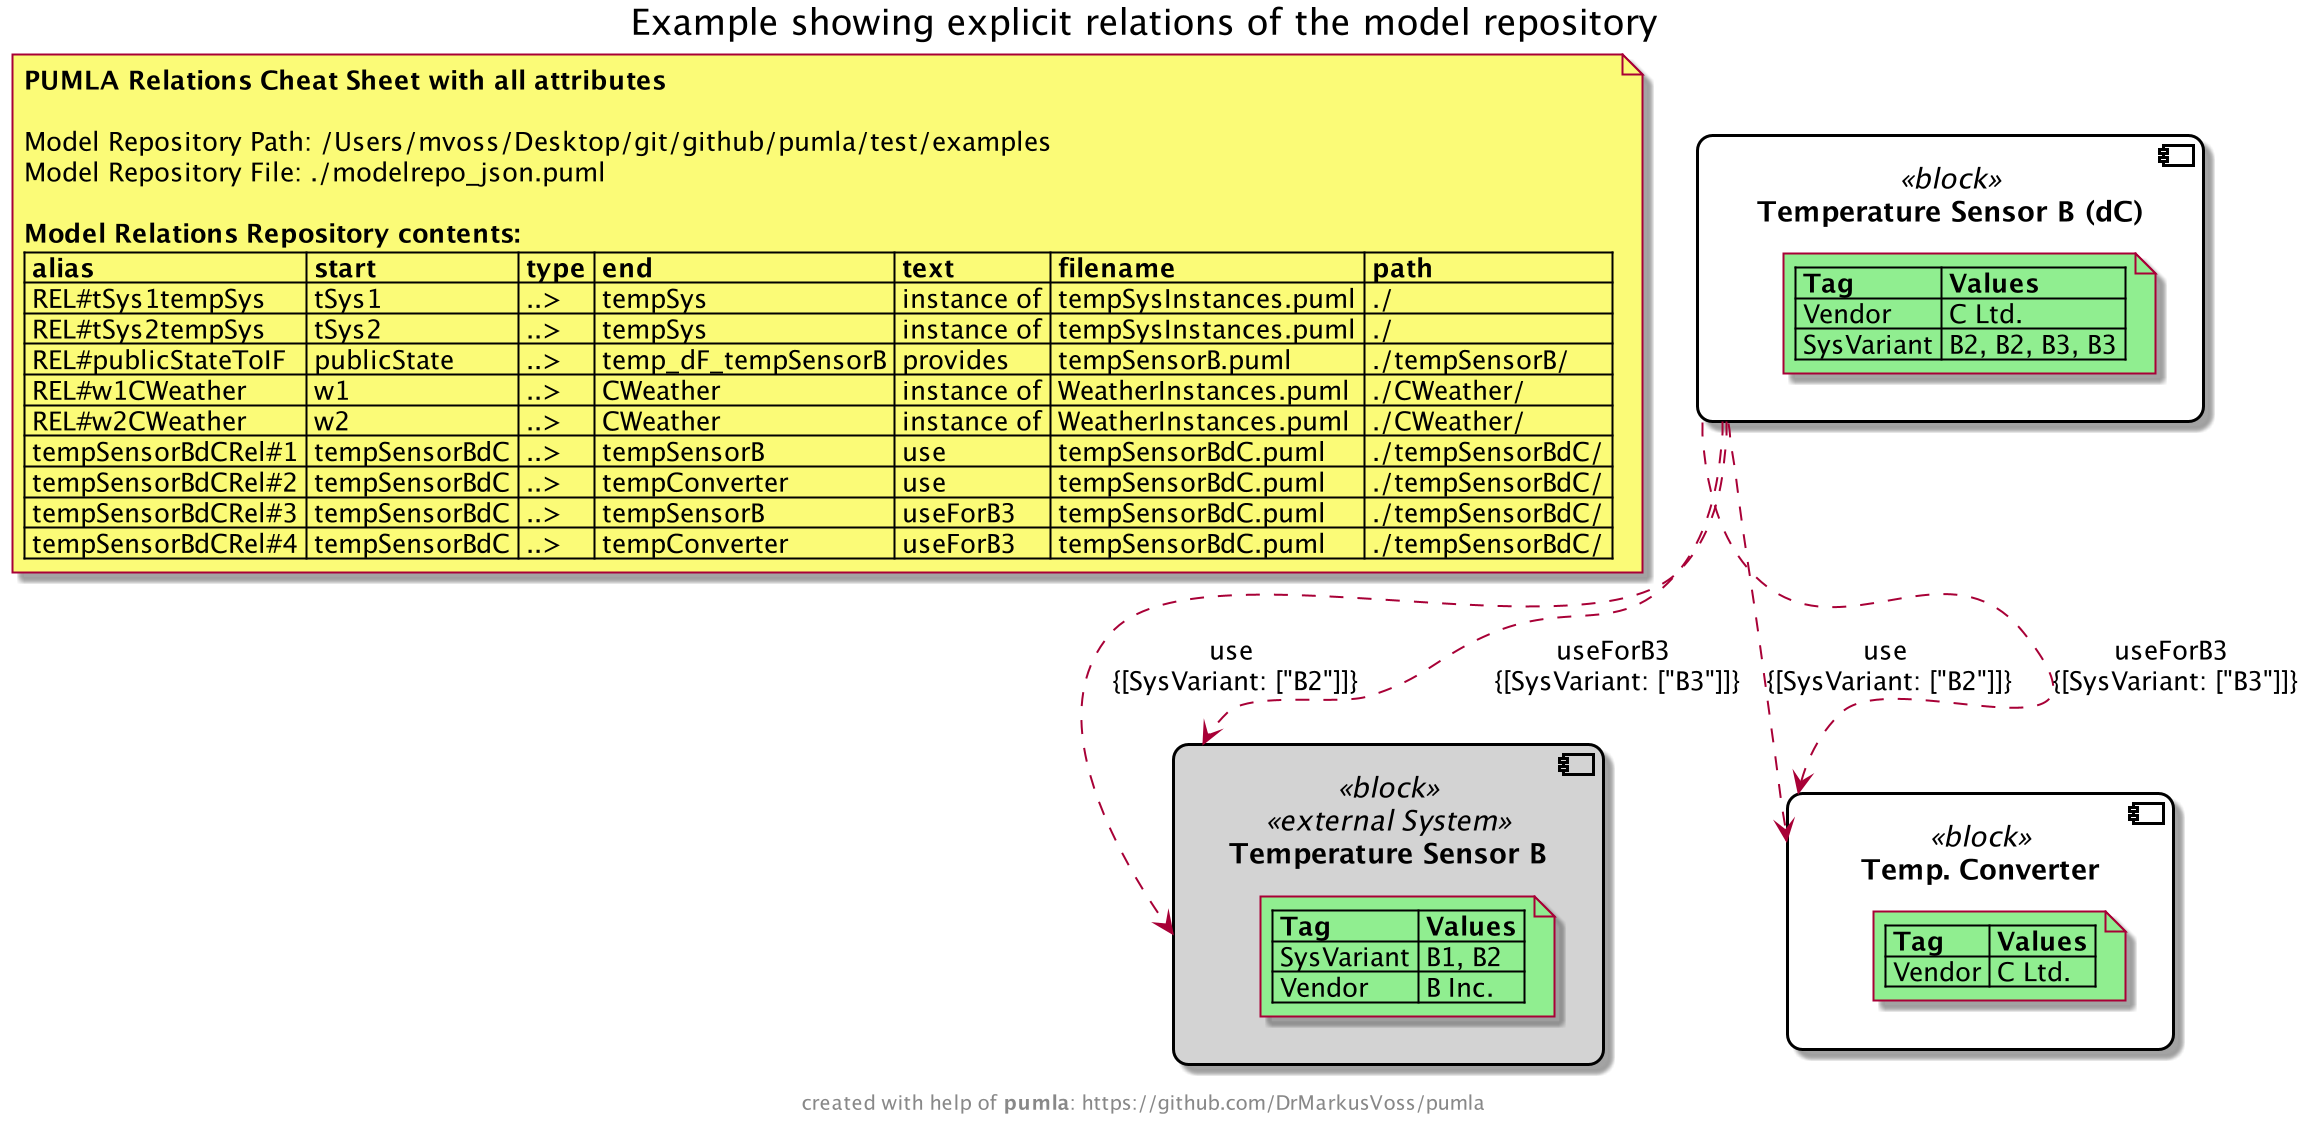 Example showing explicit relations of the model repository
PUMLA Relations Cheat Sheet with all attributes
Model Repository Path: /Users/mvoss/Desktop/git/github/pumla/test/examples
Model Repository File: ./modelrepo_json.puml
Model Relations Repository contents:
alias start type end text filename path
REL#tSys1tempSys tSys1 ..> tempSys instance of tempSysInstances.puml ./
REL#tSys2tempSys tSys2 ..> tempSys instance of tempSysInstances.puml ./
REL#publicStateToIF publicState ..> temp_dF_tempSensorB provides tempSensorB.puml ./tempSensorB/
REL#w1CWeather w1 ..> CWeather instance of WeatherInstances.puml ./CWeather/
REL#w2CWeather w2 ..> CWeather instance of WeatherInstances.puml ./CWeather/
tempSensorBdCRel#1 tempSensorBdC ..> tempSensorB use tempSensorBdC.puml ./tempSensorBdC/
tempSensorBdCRel#2 tempSensorBdC ..> tempConverter use tempSensorBdC.puml ./tempSensorBdC/
tempSensorBdCRel#3 tempSensorBdC ..> tempSensorB useForB3 tempSensorBdC.puml ./tempSensorBdC/
tempSensorBdCRel#4 tempSensorBdC ..> tempConverter useForB3 tempSensorBdC.puml ./tempSensorBdC/
«block»
Temperature Sensor B (dC)
Tag Values
Vendor C Ltd.
SysVariant B2, B2, B3, B3
use
{[SysVariant: ["B2"]]}
useForB3
{[SysVariant: ["B3"]]}
use
{[SysVariant: ["B2"]]}
useForB3
{[SysVariant: ["B3"]]}
«block»
«external System»
Temperature Sensor B
Tag Values
SysVariant B1, B2
Vendor B Inc.
«block»
Temp. Converter
Tag Values
Vendor C Ltd.
created with help of pumla: https://github.com/DrMarkusVoss/pumla